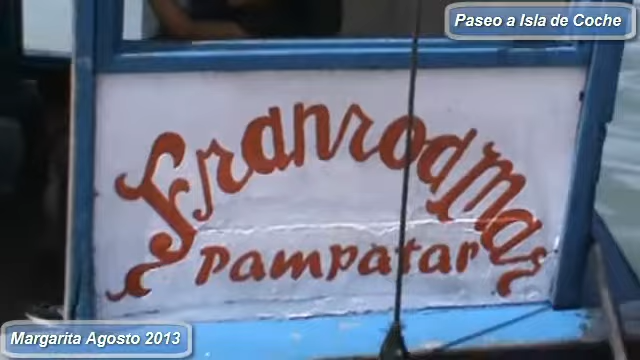 Paseo a Isla de Coche
Franrodmar
Pampatar
Margarita Agosto 2013